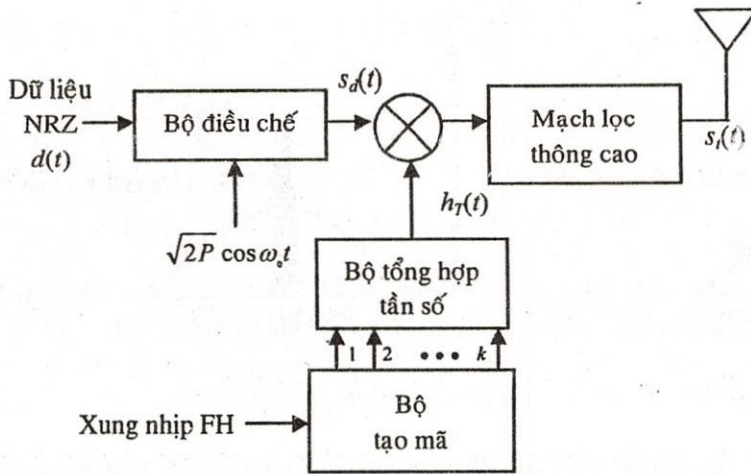 Dữ liệu
NRZ
d(t)
Bộ điều chế
s_d(t)
Mạch lọc
thông cao
s_t(t)
√2P cos ω_o t
h_T(t)
Bộ tổng hợp
tần số
1 2 ••• k
Xung nhịp FH
Bộ
tạo mã